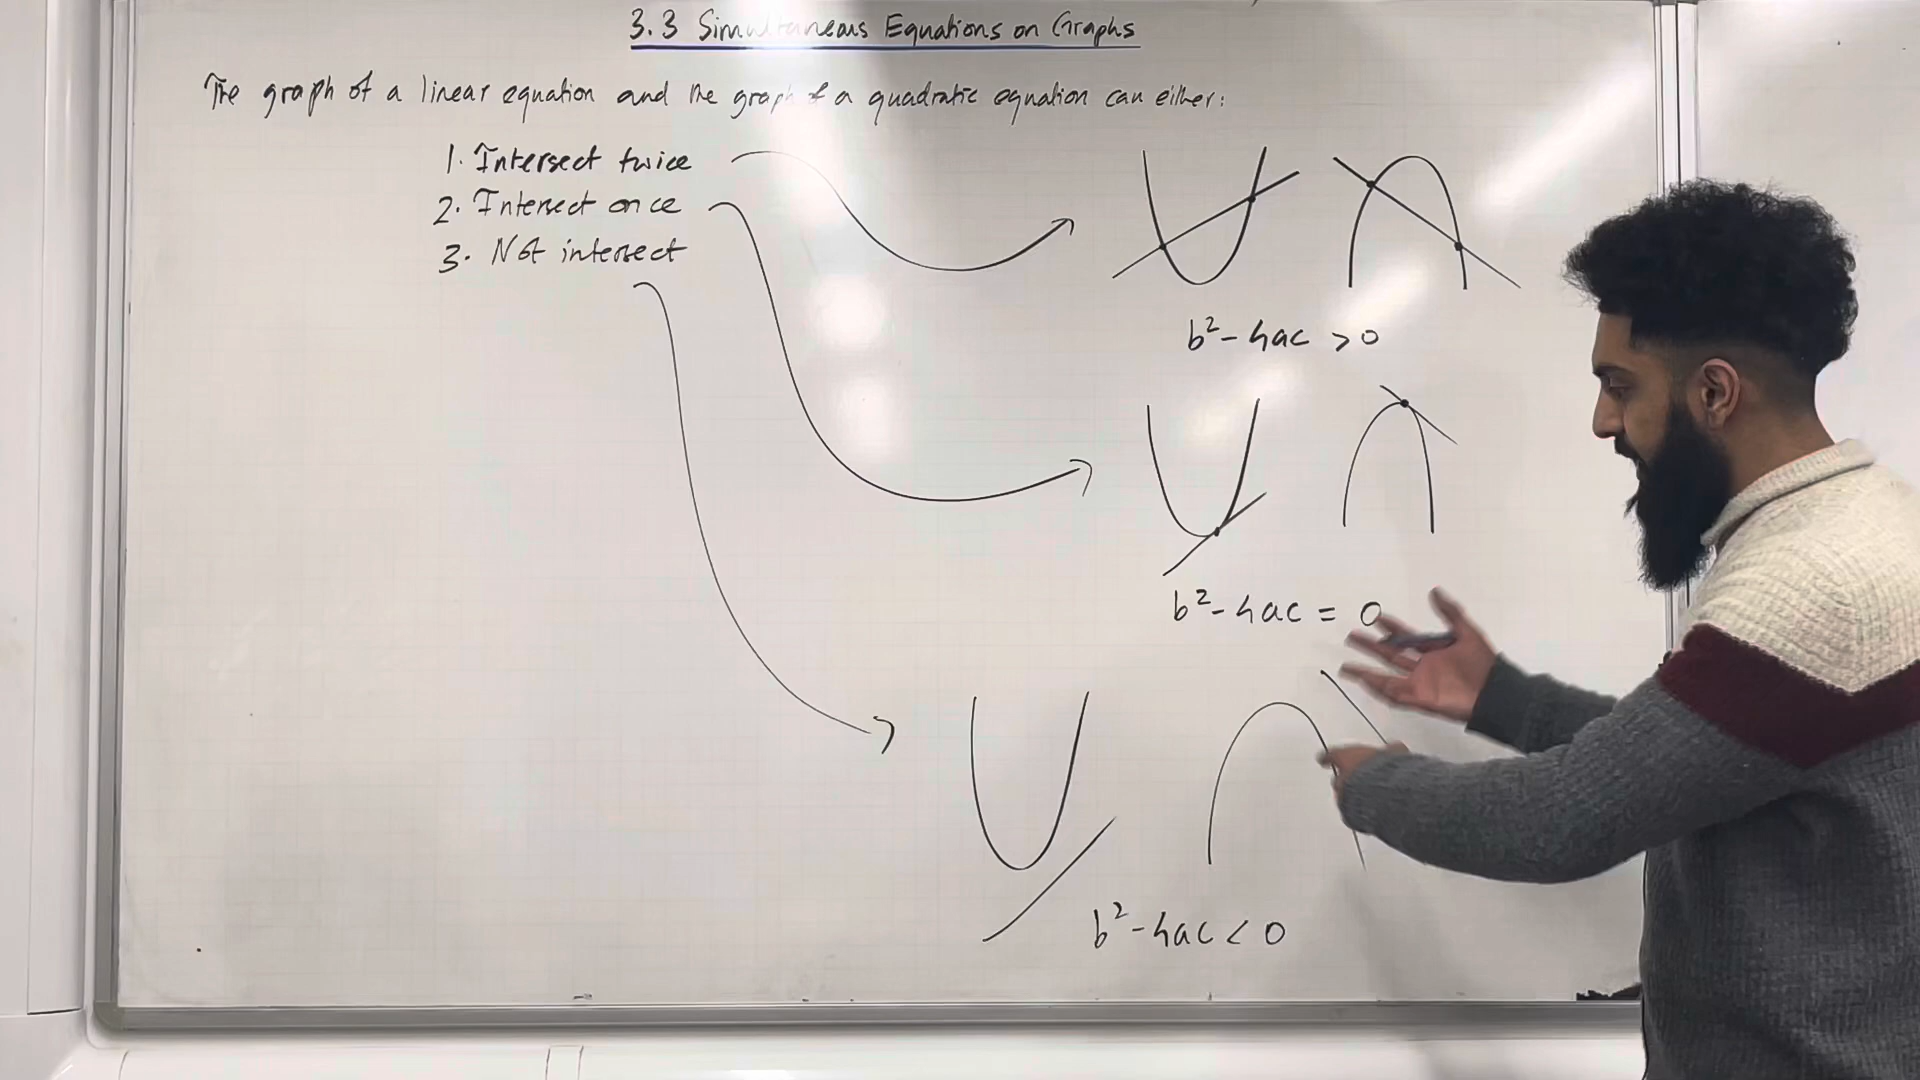 3.3 Simultaneous Equations on Graphs
The graph of a linear equation and the graph of a quadratic equation can either:
1. Intersect twice
2. Intersect once
3. Not intersect
b² - 4ac > 0
b² - 4ac = 0
b² - 4ac < 0